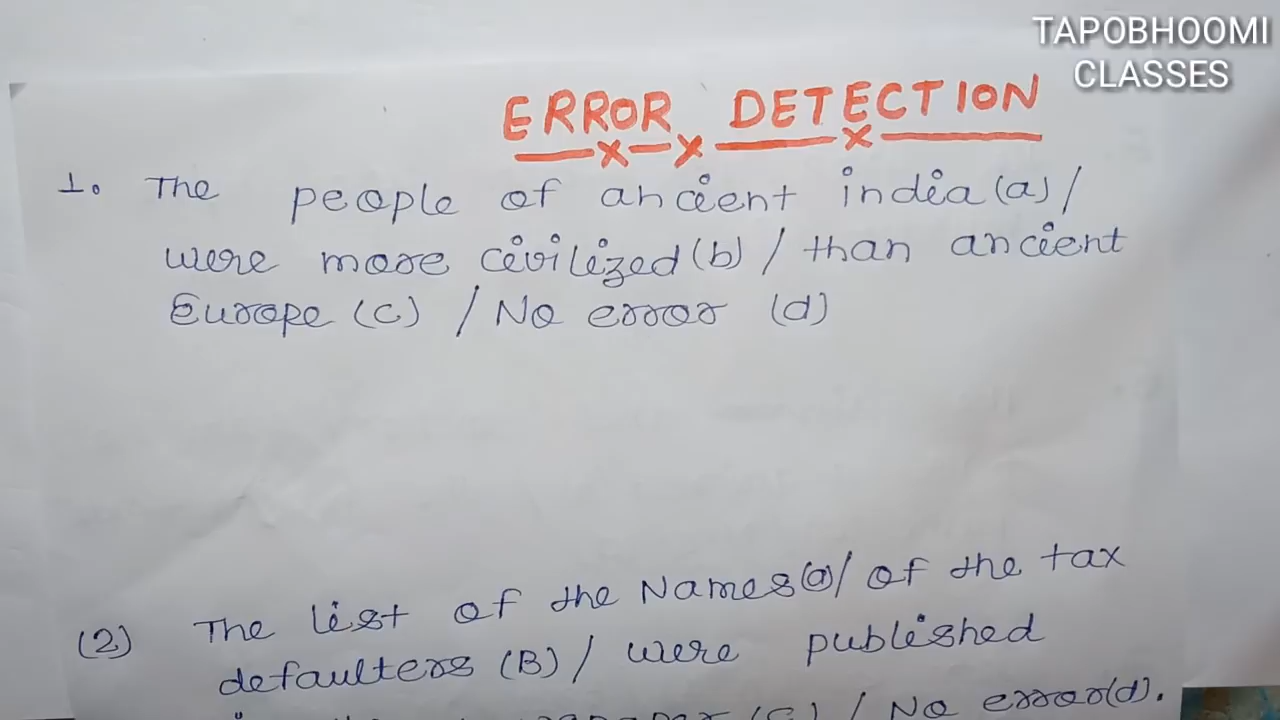 TAPOBHOOMI
CLASSES
ERROR DETECTION
1. The people of ancient india (a) /
were more civilized (b) / than ancient
Europe (c) / No error (d)
(2) The list of the Names (a) / of the tax
defaulters (B) / were published
(c) / No error (d).